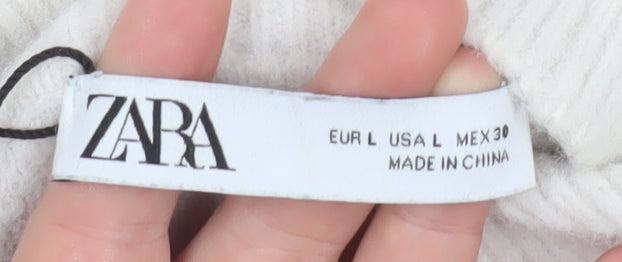 ZARA
EUR L USA L MEX 30
MADE IN CHINA